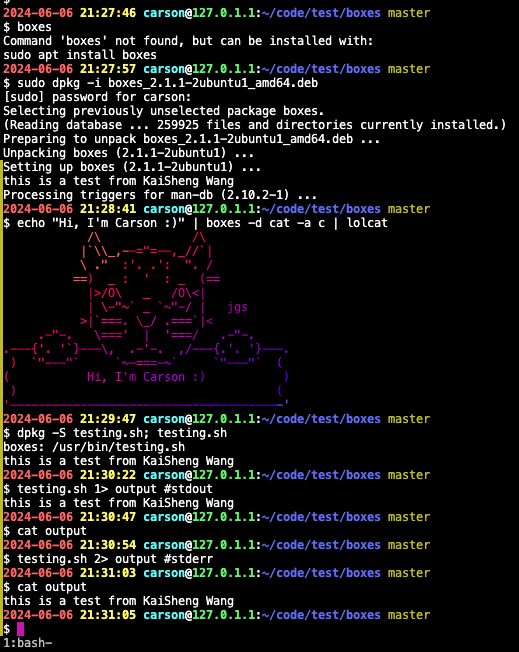 $
2024-06-06 21:27:46 carson@127.0.1.1:~/code/test/boxes master
$ boxes
Command 'boxes' not found, but can be installed with:
sudo apt install boxes
2024-06-06 21:27:57 carson@127.0.1.1:~/code/test/boxes master
$ sudo dpkg -i boxes_2.1.1-2ubuntu1_amd64.deb
[sudo] password for carson:
Selecting previously unselected package boxes.
(Reading database ... 259925 files and directories currently installed.)
Preparing to unpack boxes_2.1.1-2ubuntu1_amd64.deb ...
Unpacking boxes (2.1.1-2ubuntu1) ...
Setting up boxes (2.1.1-2ubuntu1) ...
this is a test from KaiSheng Wang
Processing triggers for man-db (2.10.2-1) ...
2024-06-06 21:28:41 carson@127.0.1.1:~/code/test/boxes master
$ echo "Hi, I'm Carson :)" | boxes -d cat -a c | lolcat
jgs
Hi, I'm Carson :)
2024-06-06 21:29:47 carson@127.0.1.1:~/code/test/boxes master
$ dpkg -S testing.sh; testing.sh
boxes: /usr/bin/testing.sh
this is a test from KaiSheng Wang
2024-06-06 21:30:22 carson@127.0.1.1:~/code/test/boxes master
$ testing.sh 1> output #stdout
this is a test from KaiSheng Wang
2024-06-06 21:30:47 carson@127.0.1.1:~/code/test/boxes master
$ cat output
2024-06-06 21:30:54 carson@127.0.1.1:~/code/test/boxes master
$ testing.sh 2> output #stderr
2024-06-06 21:31:03 carson@127.0.1.1:~/code/test/boxes master
$ cat output
this is a test from KaiSheng Wang
2024-06-06 21:31:05 carson@127.0.1.1:~/code/test/boxes master
$
1:bash-